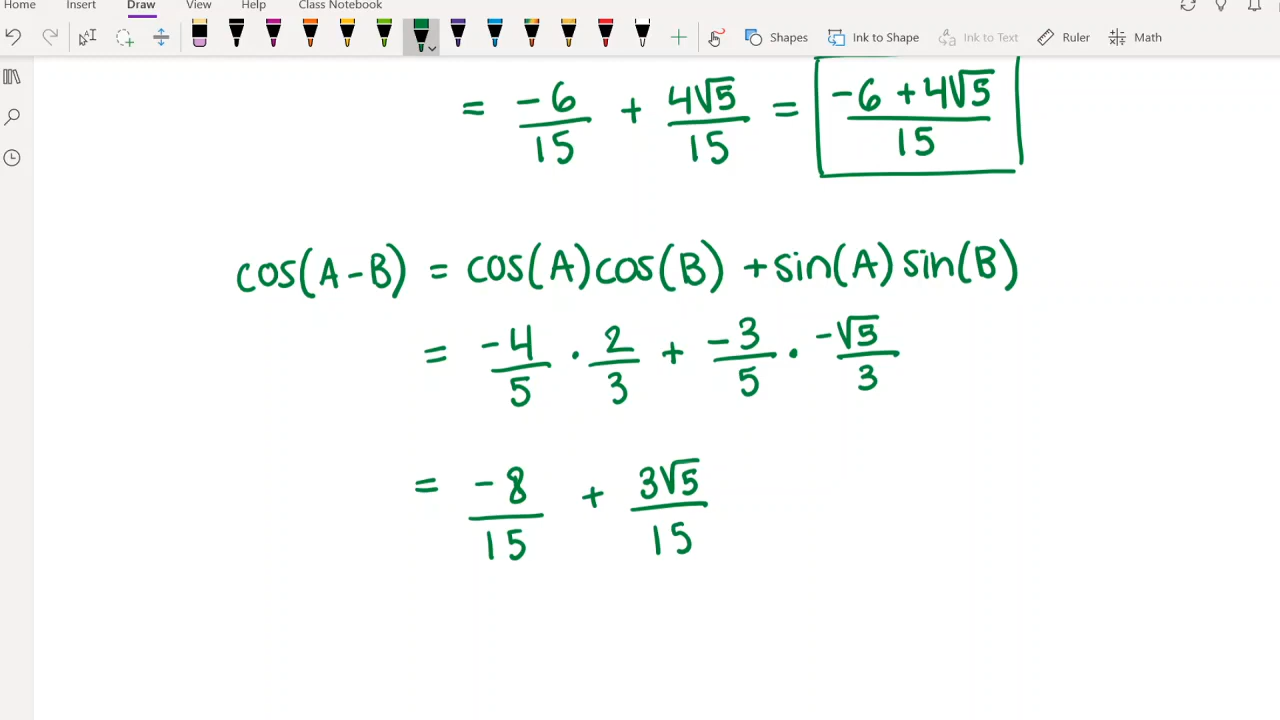 Home Insert Draw View Help Class Notebook
Shapes Ink to Shape Ink to Text Ruler Math
= -6/15 + 4√5/15 = -6+4√5/15
cos(A-B) = cos(A)cos(B) + sin(A)sin(B)
= -4/5 · 2/3 + -3/5 · -√5/3
= -8/15 + 3√5/15